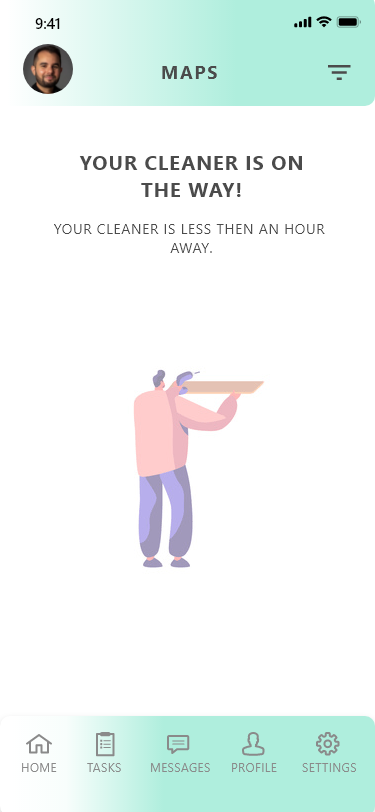 9:41
MAPS
YOUR CLEANER IS ON
THE WAY!
YOUR CLEANER IS LESS THEN AN HOUR
AWAY.
HOME TASKS MESSAGES PROFILE SETTINGS